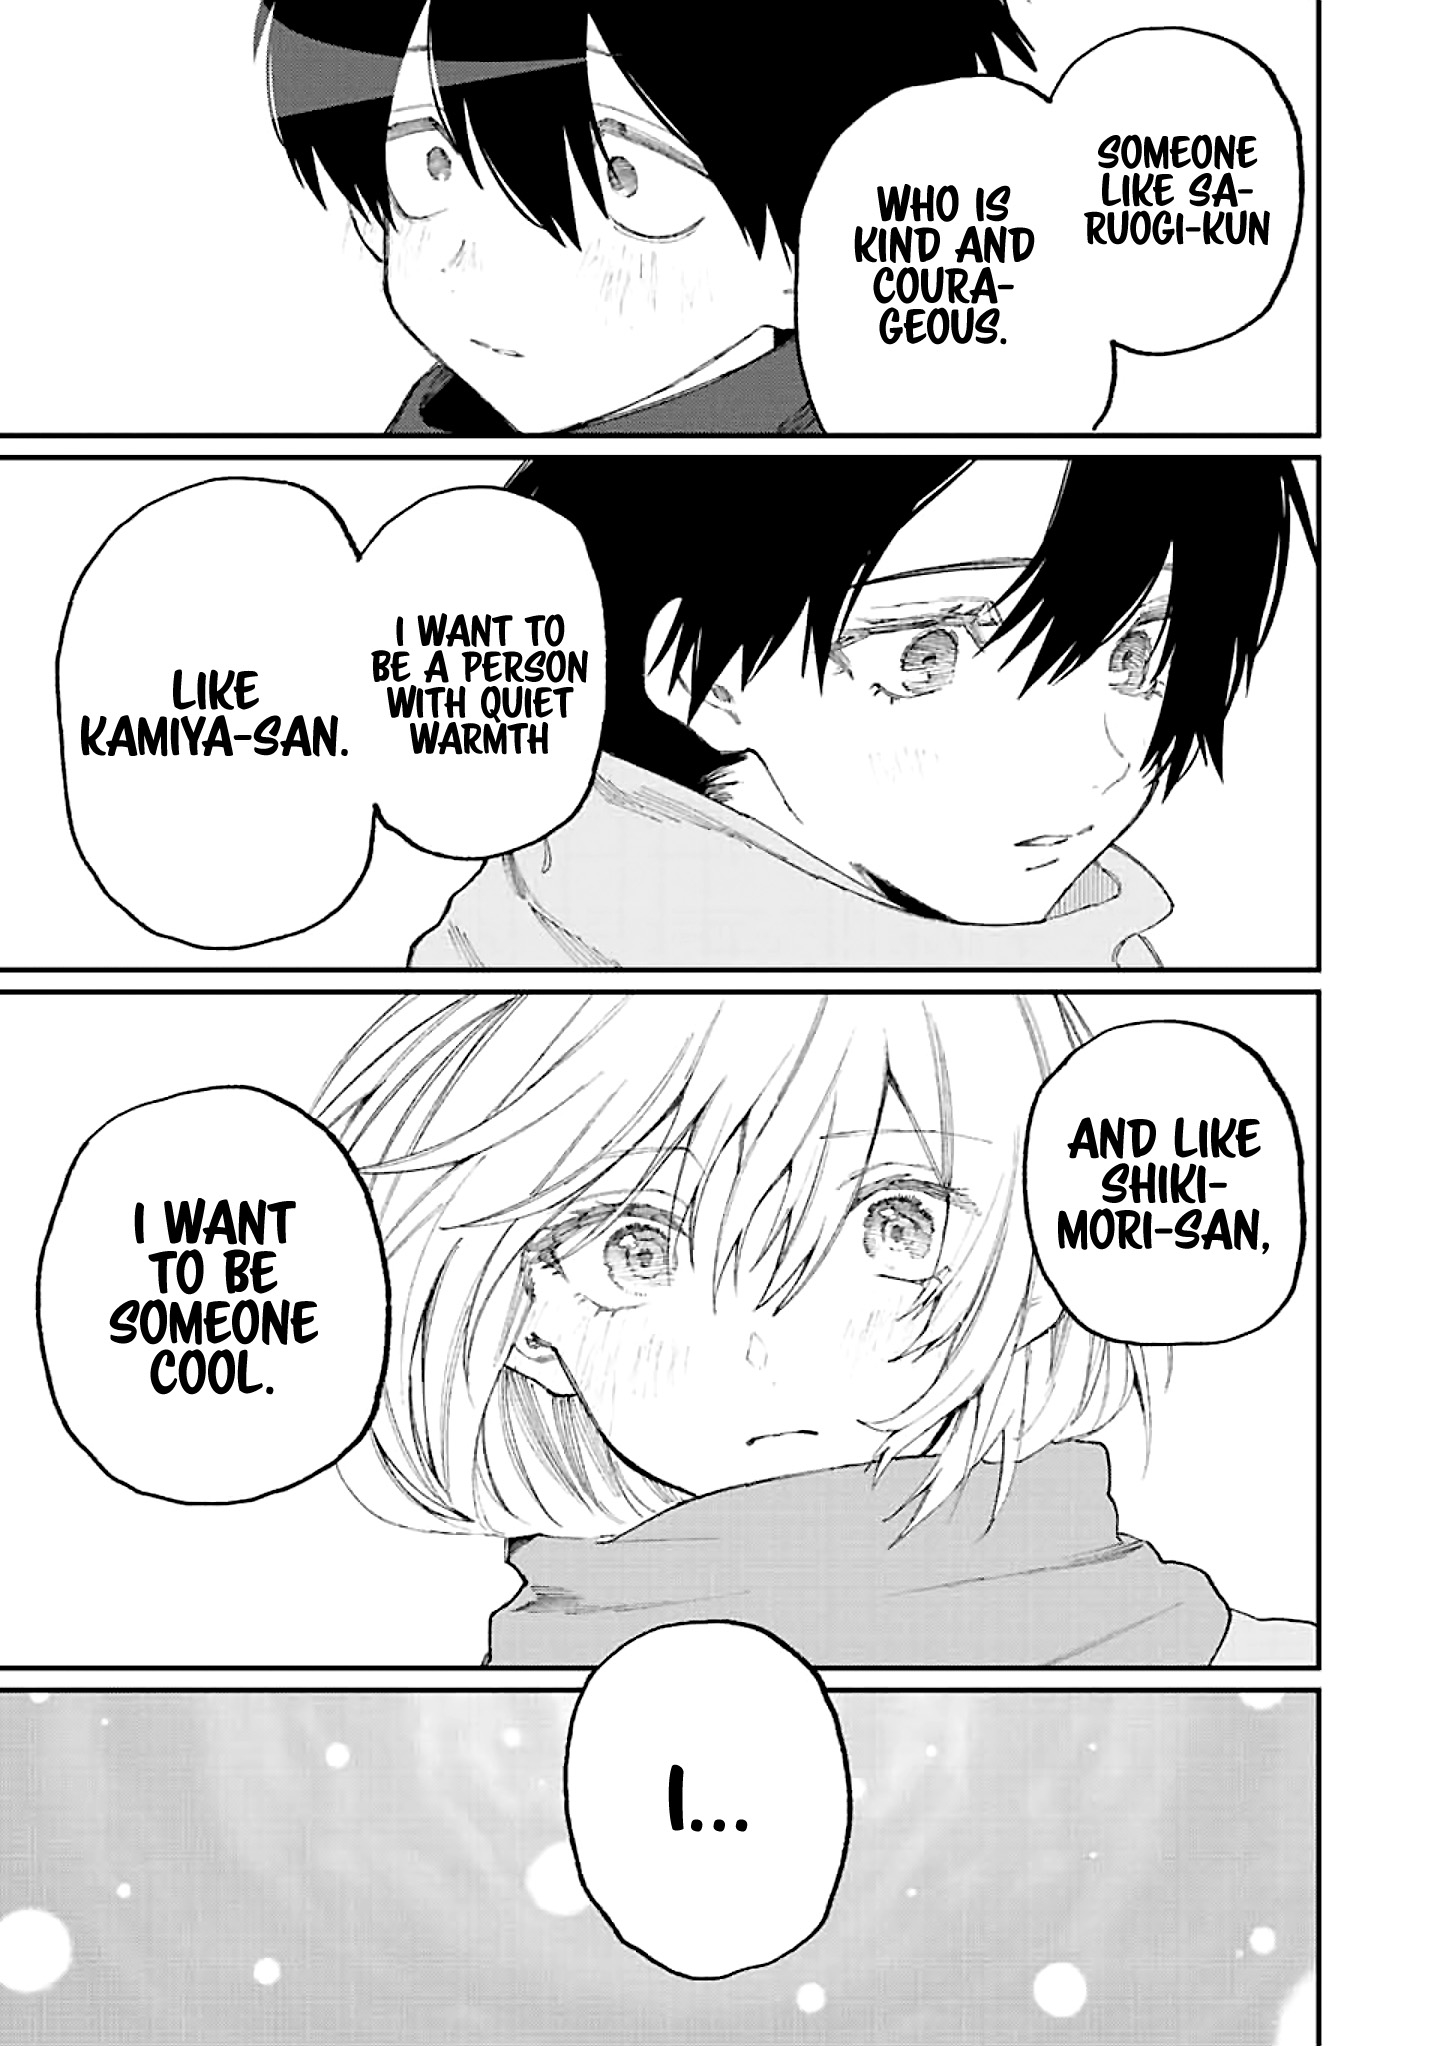 SOMEONE
LIKE SA-
RUOGI-KUN
WHO IS
KIND AND
COURA-
GEOUS.
I WANT TO
BE A PERSON
WITH QUIET
WARMTH
LIKE
KAMIYA-SAN.
AND LIKE
SHIKI-
MORI-SAN,
I WANT
TO BE
SOMEONE
COOL.
I...